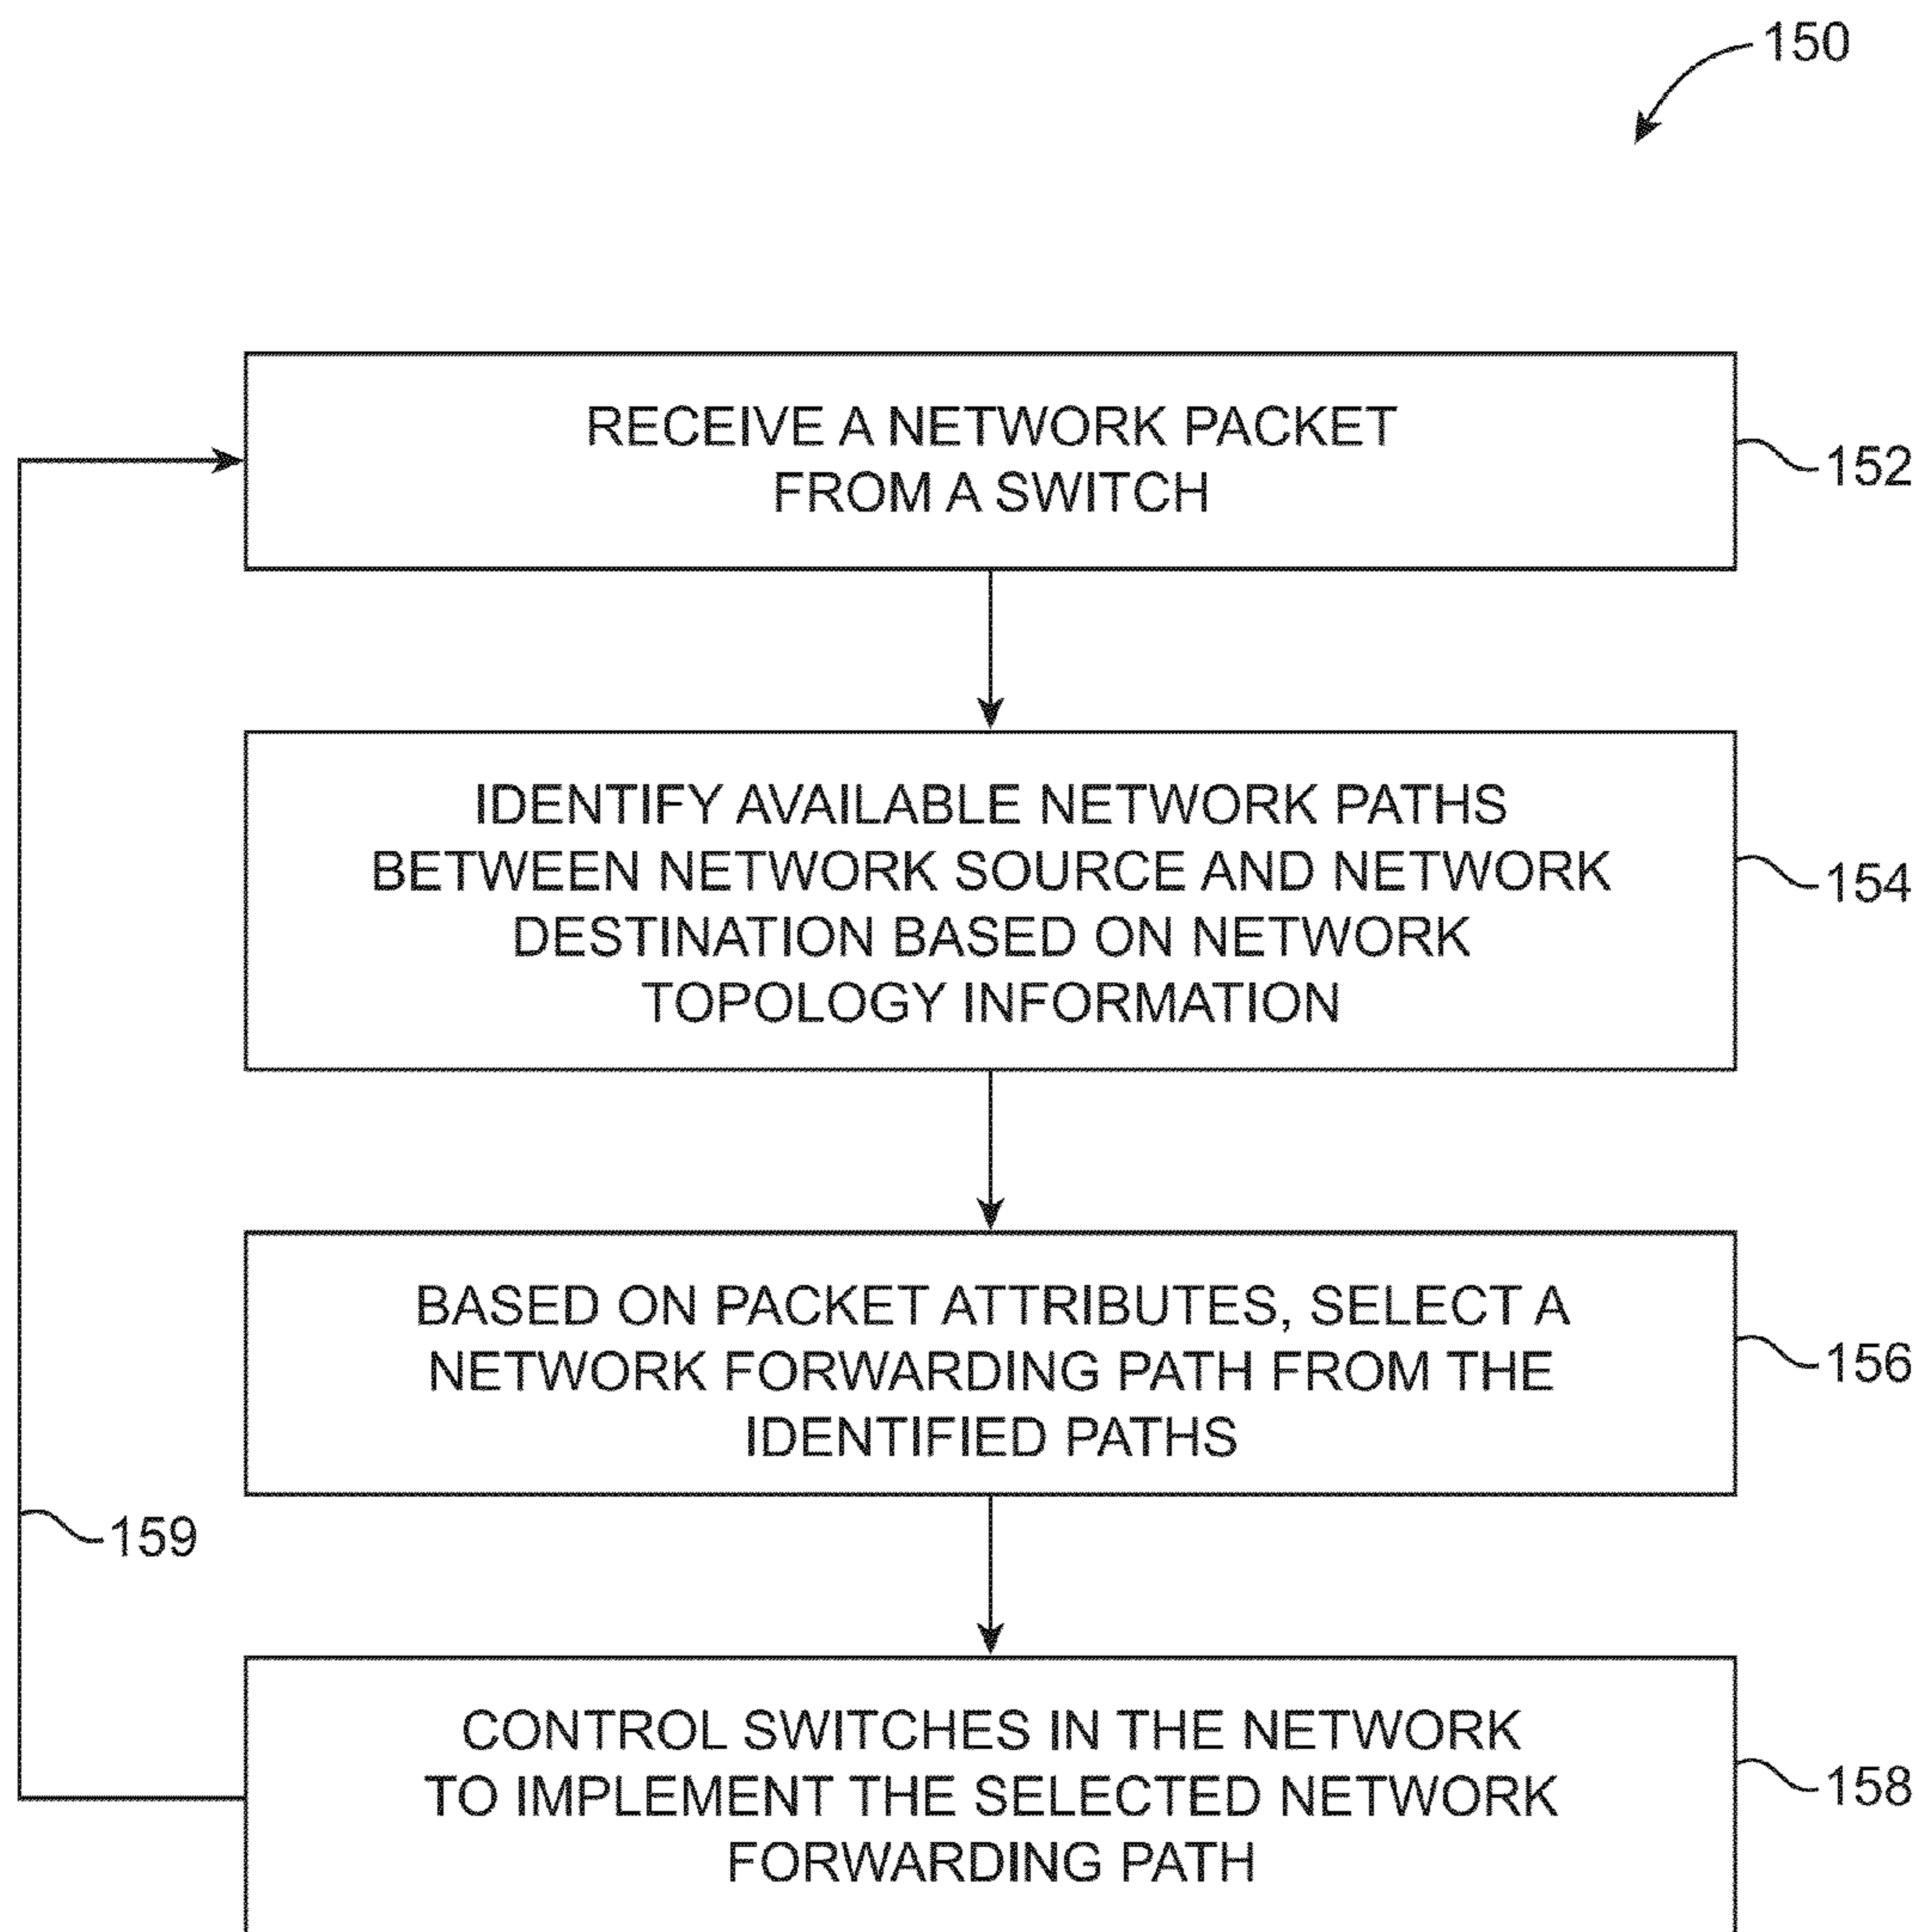 150
RECEIVE A NETWORK PACKET
FROM A SWITCH
152
IDENTIFY AVAILABLE NETWORK PATHS
BETWEEN NETWORK SOURCE AND NETWORK
DESTINATION BASED ON NETWORK
TOPOLOGY INFORMATION
154
BASED ON PACKET ATTRIBUTES, SELECT A
NETWORK FORWARDING PATH FROM THE
IDENTIFIED PATHS
156
159
CONTROL SWITCHES IN THE NETWORK
TO IMPLEMENT THE SELECTED NETWORK
FORWARDING PATH
158